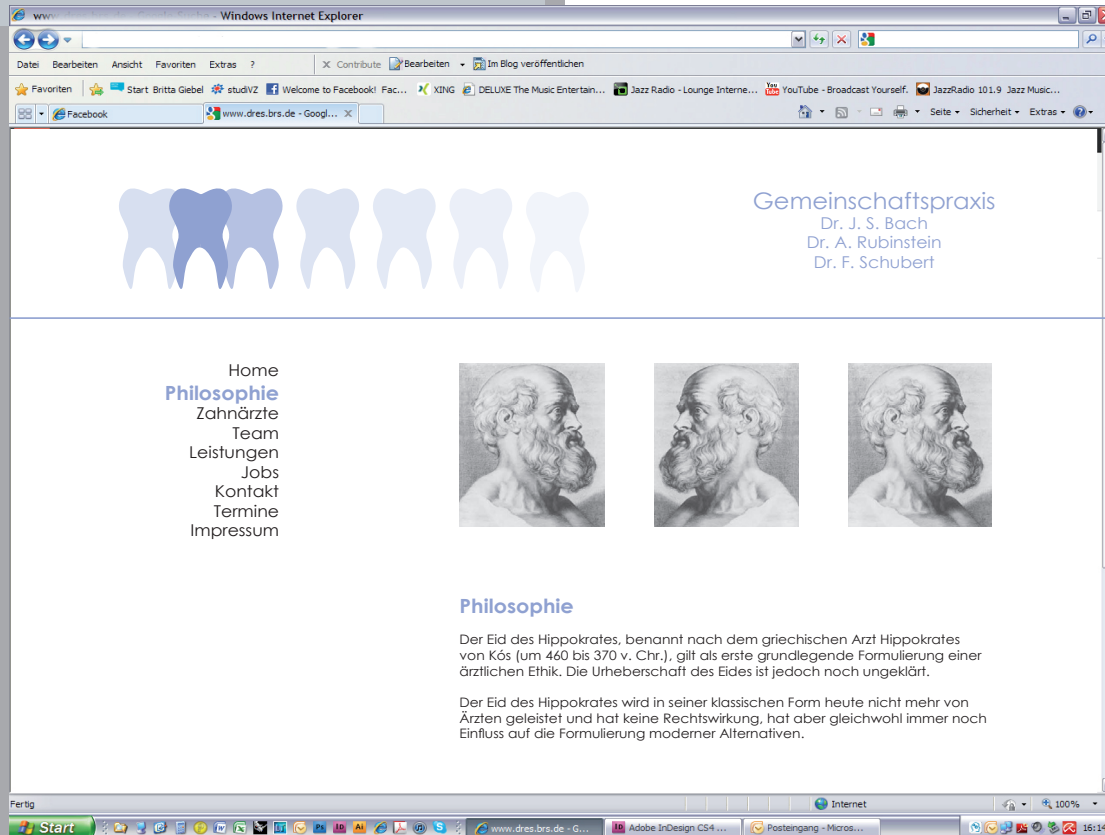 www - Windows Internet Explorer
Datei Bearbeiten Ansicht Favoriten Extras ? X Contribute Bearbeiten Im Blog veröffentlichen
Favoriten Start Britta Giebel studiVZ Welcome to Facebook! Fac... XING DELUXE The Music Entertain... Jazz Radio - Lounge Interne... YouTube - Broadcast Yourself. JazzRadio 101.9 Jazz Music...
Facebook www.dres.brs.de - Googl... X Seite Sicherheit Extras
Gemeinschaftspraxis
Dr. J. S. Bach
Dr. A. Rubinstein
Dr. F. Schubert
Home
Philosophie
Zahnärzte
Team
Leistungen
Jobs
Kontakt
Termine
Impressum
Philosophie
Der Eid des Hippokrates, benannt nach dem griechischen Arzt Hippokrates
von Kós (um 460 bis 370 v. Chr.), gilt als erste grundlegende Formulierung einer
ärztlichen Ethik. Die Urheberschaft des Eides ist jedoch noch ungeklärt.
Der Eid des Hippokrates wird in seiner klassischen Form heute nicht mehr von
Ärzten geleistet und hat keine Rechtswirkung, hat aber gleichwohl immer noch
Einfluss auf die Formulierung moderner Alternativen.
Fertig Internet 100%
Start www.dres.brs.de - G... Adobe InDesign CS4 ... Posteingang - Micros... 16:14